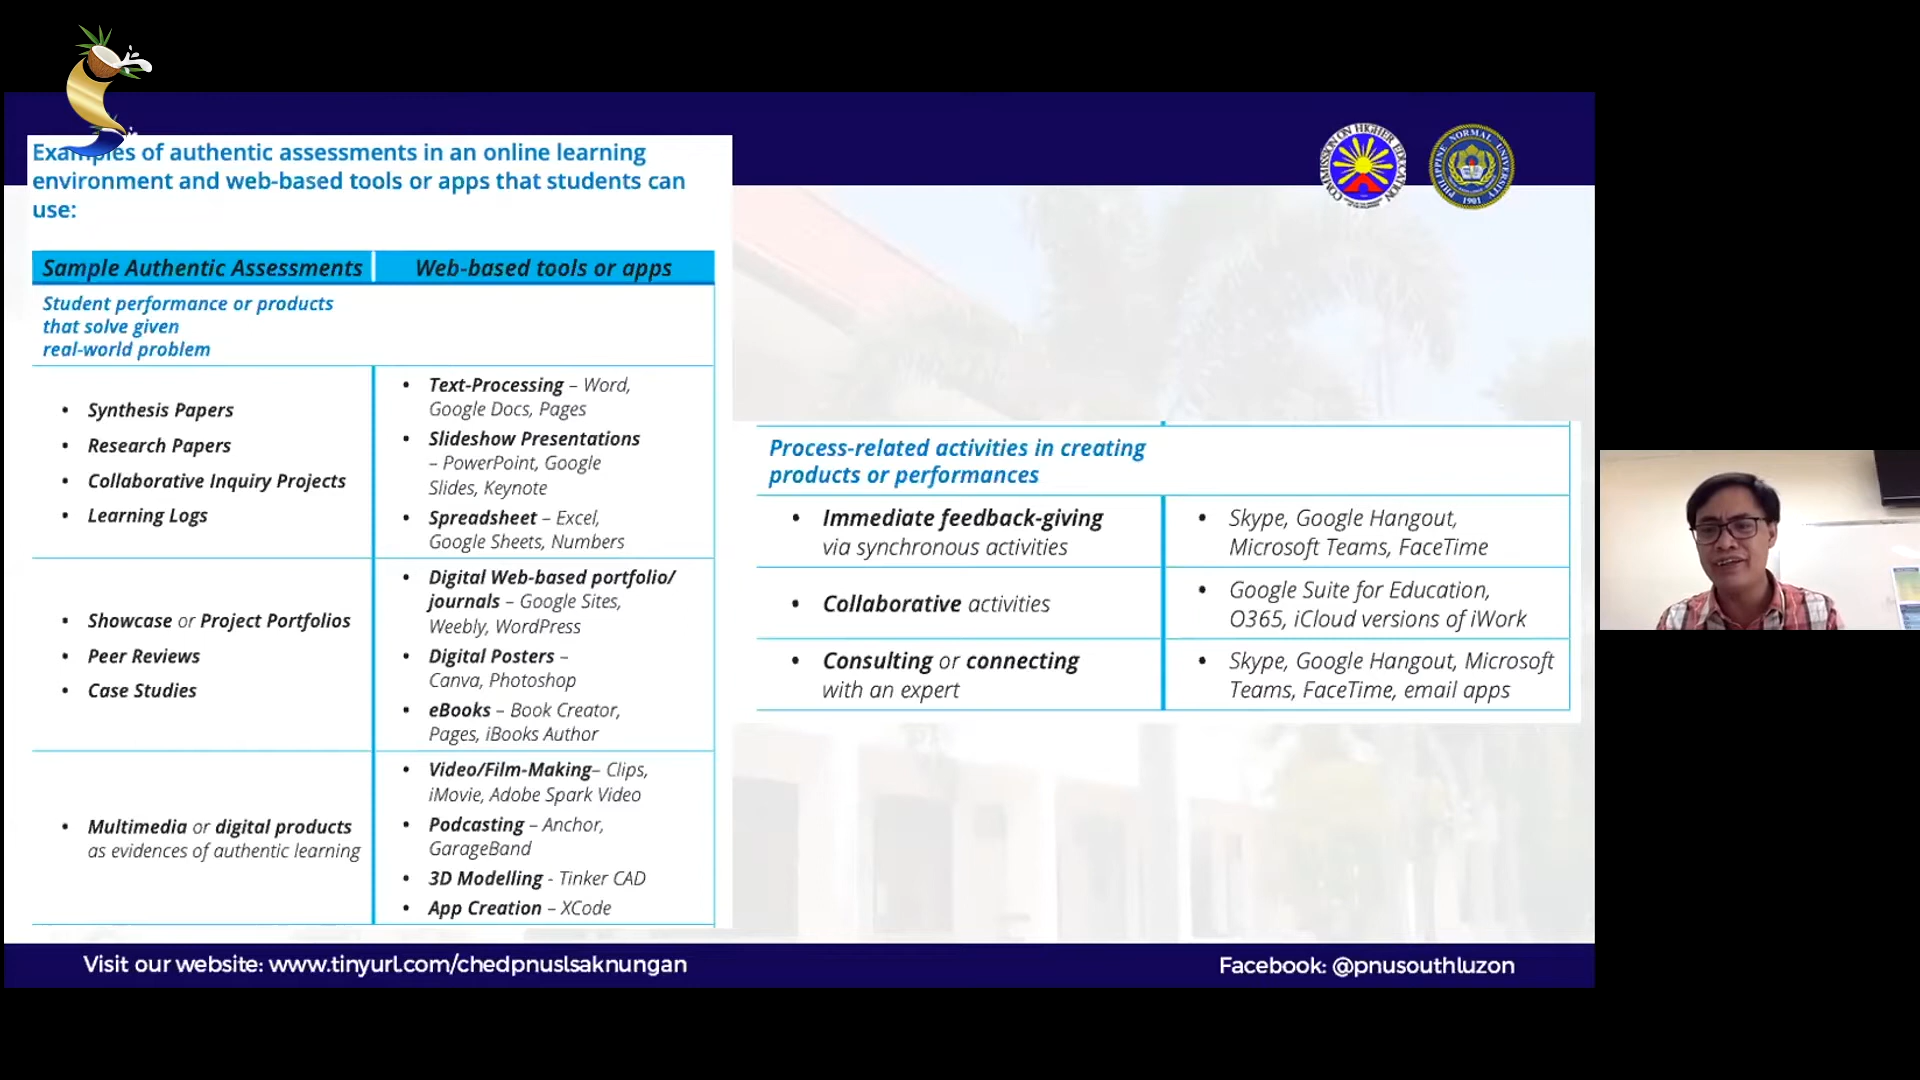 Examples of authentic assessments in an online learning
environment and web-based tools or apps that students can
use:
Sample Authentic Assessments
Web-based tools or apps
Student performance or products
that solve given
real-world problem
• Synthesis Papers
• Research Papers
• Collaborative Inquiry Projects
• Learning Logs
• Text-Processing – Word,
Google Docs, Pages
• Slideshow Presentations
– PowerPoint, Google
Slides, Keynote
• Spreadsheet – Excel,
Google Sheets, Numbers
• Showcase or Project Portfolios
• Peer Reviews
• Case Studies
• Digital Web-based portfolio/
journals – Google Sites,
Weebly, WordPress
• Digital Posters –
Canva, Photoshop
• eBooks – Book Creator,
Pages, iBooks Author
• Multimedia or digital products
as evidences of authentic learning
• Video/Film-Making– Clips,
iMovie, Adobe Spark Video
• Podcasting – Anchor,
GarageBand
• 3D Modelling - Tinker CAD
• App Creation – XCode
COMMISSION ON HIGHER EDUCATION
PHILIPPINE NORMAL UNIVERSITY
1901
Process-related activities in creating
products or performances
• Immediate feedback-giving
via synchronous activities
• Skype, Google Hangout,
Microsoft Teams, FaceTime
• Collaborative activities
• Google Suite for Education,
O365, iCloud versions of iWork
• Consulting or connecting
with an expert
• Skype, Google Hangout, Microsoft
Teams, FaceTime, email apps
Visit our website: www.tinyurl.com/chedpnuslsaknungan
Facebook: @pnusouthluzon